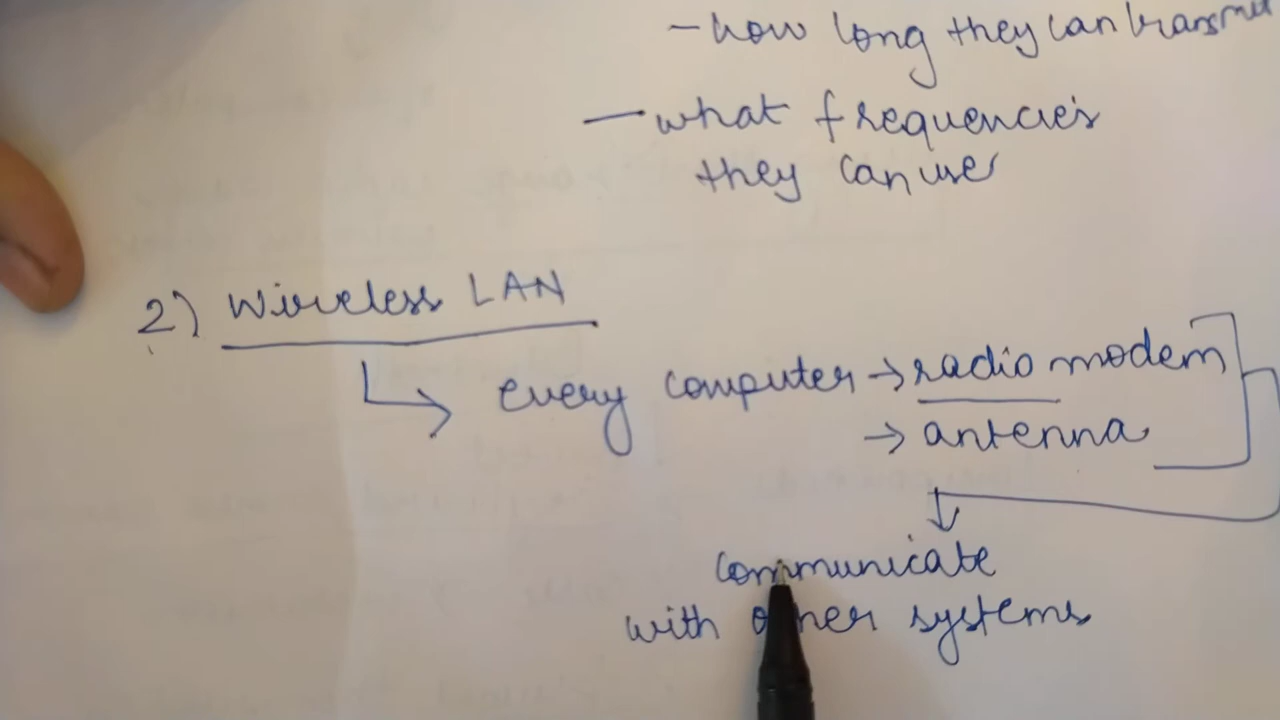 - how long they can transmit
- what frequencies
they can use
2) Wireless LAN
↳ every computer → radio modem
→ antenna
↓
communicate
with other systems